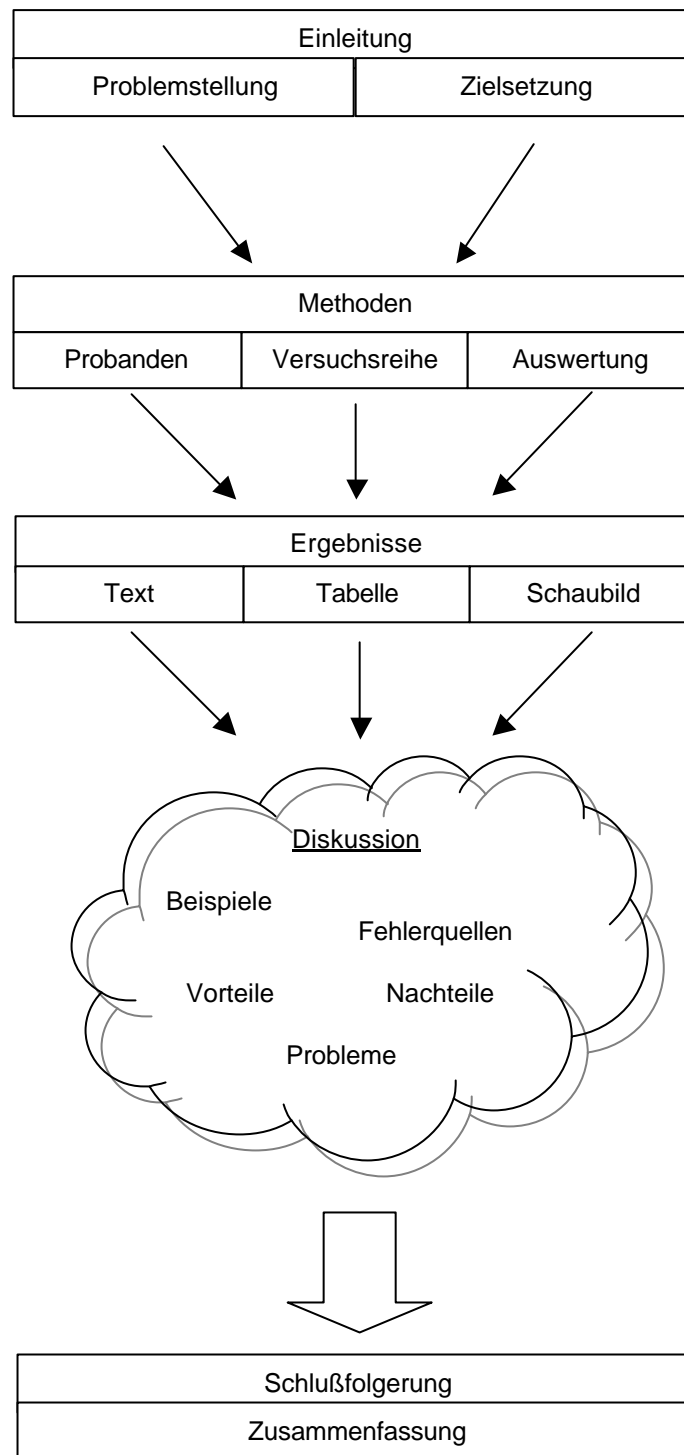 Einleitung
Problemstellung Zielsetzung
Methoden
Probanden Versuchsreihe Auswertung
Ergebnisse
Text Tabelle Schaubild
Diskussion
Beispiele
Fehlerquellen
Vorteile Nachteile
Probleme
Schlußfolgerung
Zusammenfassung